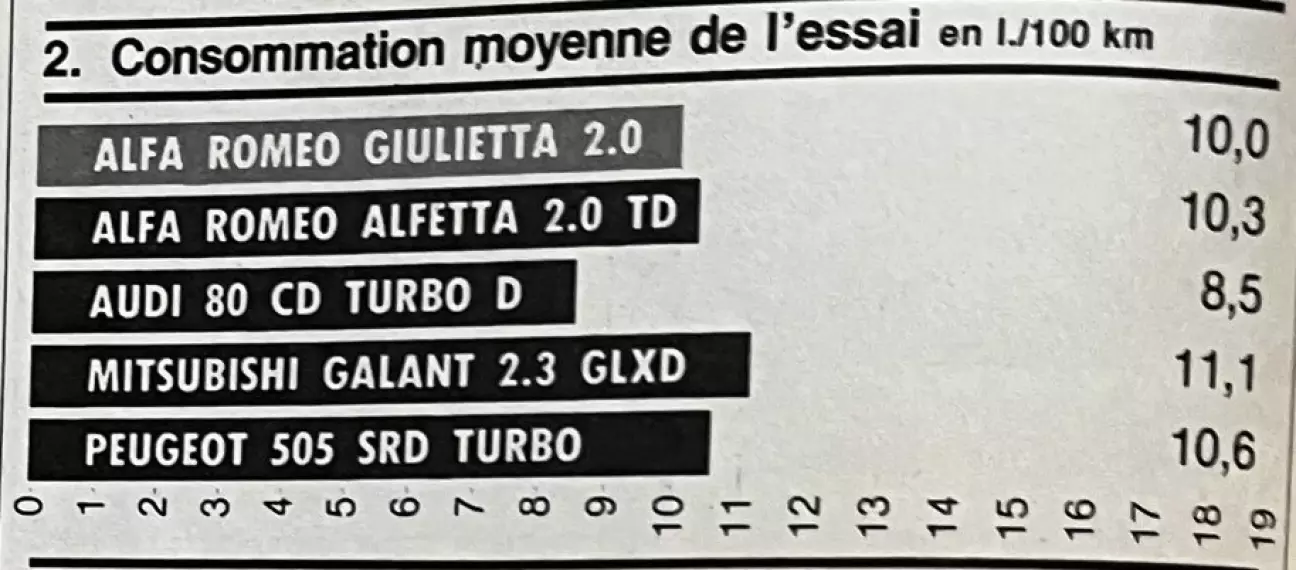 2. Consommation moyenne de l'essai en l./100 km
ALFA ROMEO GIULIETTA 2.0 10,0
ALFA ROMEO ALFETTA 2.0 TD 10,3
AUDI 80 CD TURBO D 8,5
MITSUBISHI GALANT 2.3 GLXD 11,1
PEUGEOT 505 SRD TURBO 10,6
0 1 2 3 4 5 6 7 8 9 10 11 12 13 14 15 16 17 18 19